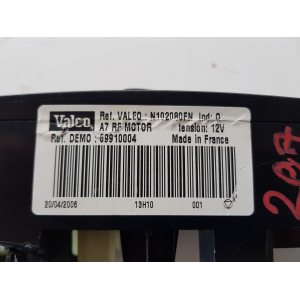 Valeo
Ref. VALEO : N102080EN Ind: 0
A7 RF MOTOR tension: 12V
Ref. DEMO : 69910004 Made in France
20/04/2006 13H10 001